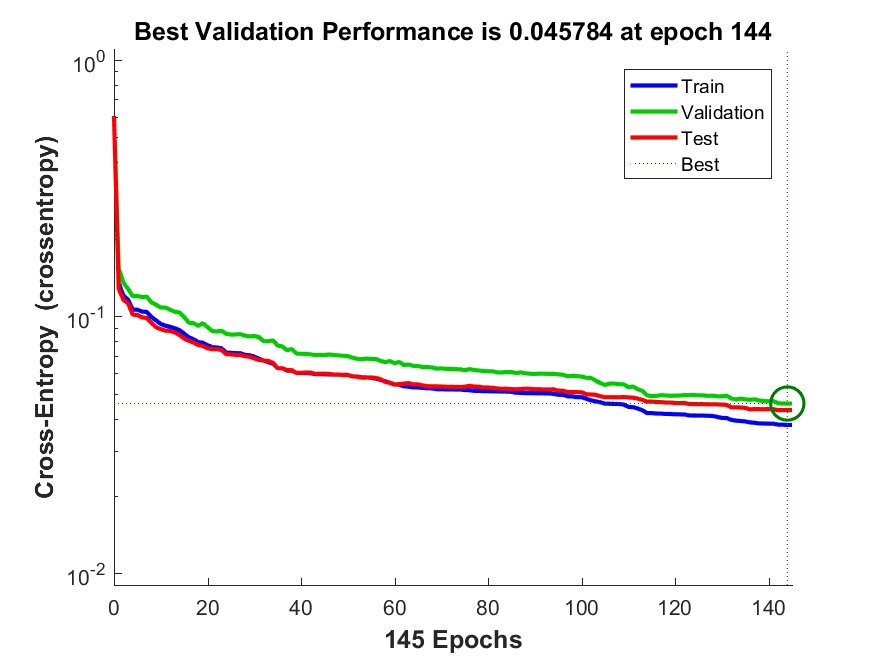 Best Validation Performance is 0.045784 at epoch 144
Cross-Entropy (crossentropy)
10^0
10^-1
10^-2
Train
Validation
Test
Best
0 20 40 60 80 100 120 140
145 Epochs